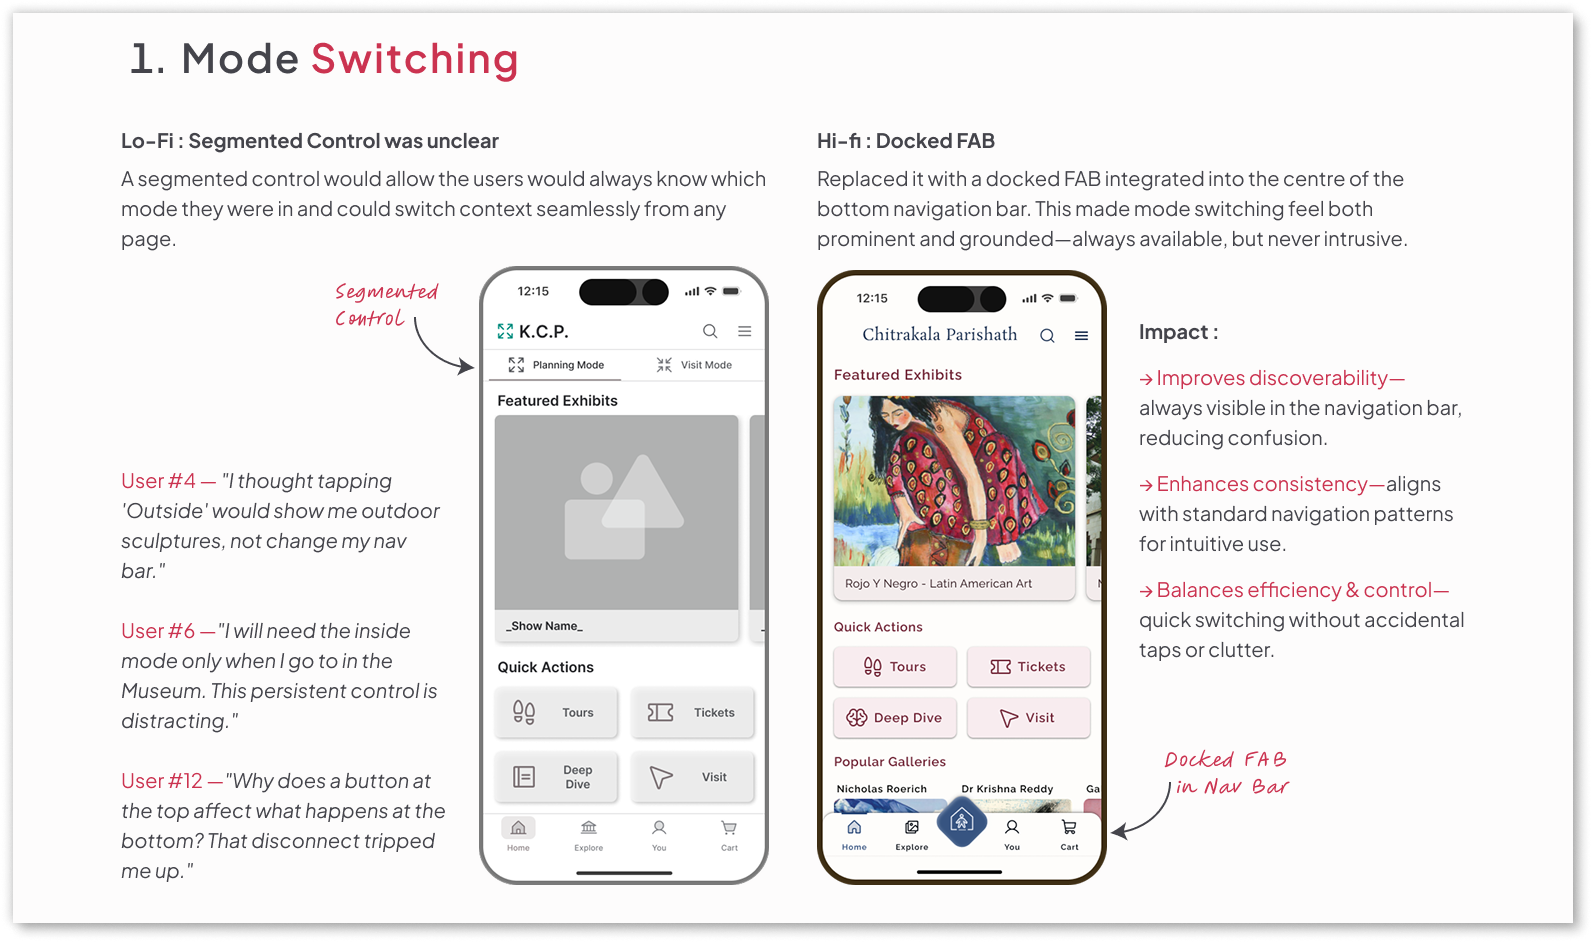 1. Mode Switching
Lo-Fi : Segmented Control was unclear
A segmented control would allow the users would always know which
mode they were in and could switch context seamlessly from any
page.
Segmented
Control
User #4 — "I thought tapping
'Outside' would show me outdoor
sculptures, not change my nav
bar."
User #6 —"I will need the inside
mode only when I go to in the
Museum. This persistent control is
distracting."
User #12 —"Why does a button at
the top affect what happens at the
bottom? That disconnect tripped
me up."
12:15
K.C.P.
Planning Mode
Visit Mode
Featured Exhibits
_Show Name_
Quick Actions
Tours
Tickets
Deep
Dive
Visit
Home
Explore
You
Cart
Hi-fi : Docked FAB
Replaced it with a docked FAB integrated into the centre of the
bottom navigation bar. This made mode switching feel both
prominent and grounded—always available, but never intrusive.
12:15
Chitrakala Parishath
Featured Exhibits
Rojo Y Negro - Latin American Art
Quick Actions
Tours
Tickets
Deep Dive
Visit
Popular Galleries
Nicholas Roerich
Dr Krishna Reddy
Ga
Home
Explore
You
Cart
Impact :
→ Improves discoverability—
always visible in the navigation bar,
reducing confusion.
→ Enhances consistency—aligns
with standard navigation patterns
for intuitive use.
→ Balances efficiency & control—
quick switching without accidental
taps or clutter.
Docked FAB
in Nav Bar